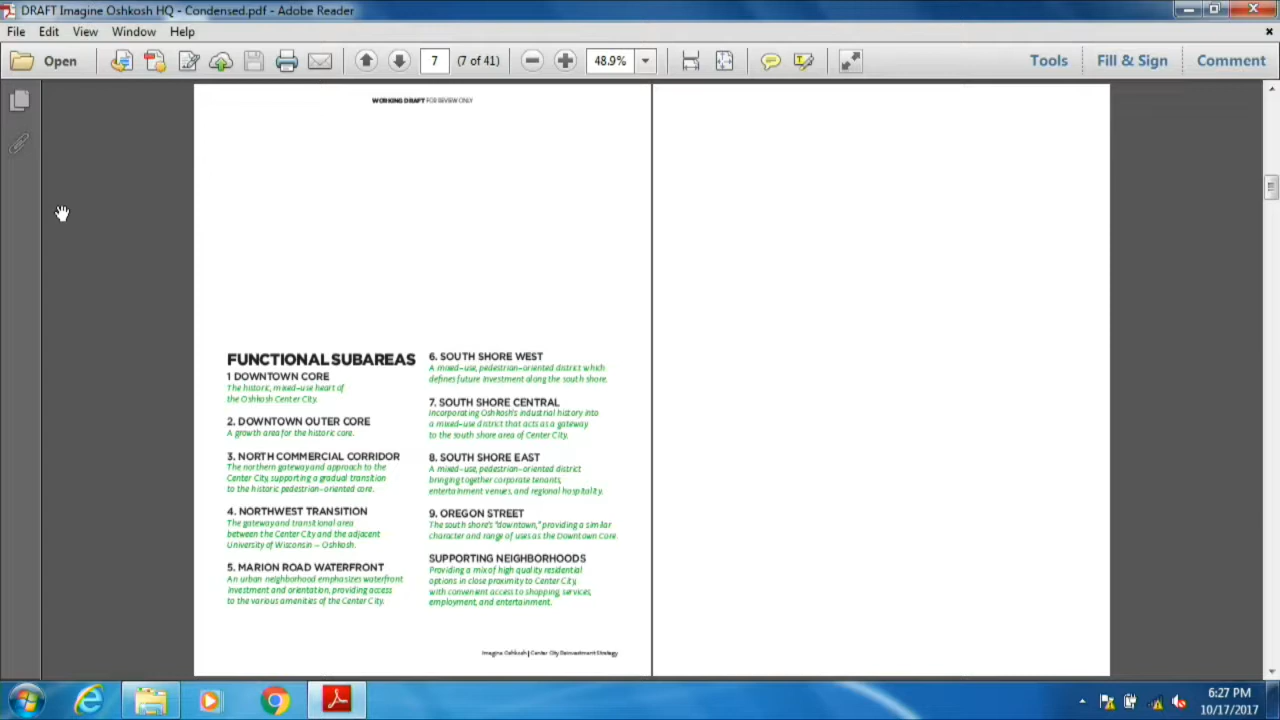 DRAFT Imagine Oshkosh HQ - Condensed.pdf - Adobe Reader
File Edit View Window Help
Open 7 (7 of 41) 48.9% Tools Fill & Sign Comment
WORKING DRAFT FOR REVIEW ONLY
FUNCTIONAL SUBAREAS
1 DOWNTOWN CORE
The historic, mixed-use heart of
the Oshkosh Center City.
2. DOWNTOWN OUTER CORE
A growth area for the historic core.
3. NORTH COMMERCIAL CORRIDOR
The northern gateway and approach to the
Center City, supporting a gradual transition
to the historic pedestrian-oriented core.
4. NORTHWEST TRANSITION
The gateway and transitional area
between the Center City and the adjacent
University of Wisconsin – Oshkosh.
5. MARION ROAD WATERFRONT
An urban neighborhood emphasizes waterfront
investment and orientation, providing access
to the various amenities of the Center City.
6. SOUTH SHORE WEST
A mixed-use, pedestrian-oriented district which
defines future investment along the south shore.
7. SOUTH SHORE CENTRAL
Incorporating Oshkosh's industrial history into
a mixed-use district that acts as a gateway
to the south shore area of Center City.
8. SOUTH SHORE EAST
A mixed-use, pedestrian-oriented district
bringing together corporate tenants,
entertainment venues, and regional hospitality.
9. OREGON STREET
The south shore's "downtown," providing a similar
character and range of uses as the Downtown Core.
SUPPORTING NEIGHBORHOODS
Providing a mix of high quality residential
options in close proximity to Center City,
with convenient access to shopping, services,
employment, and entertainment.
Imagine Oshkosh | Center City Reinvestment Strategy
6:27 PM
10/17/2017